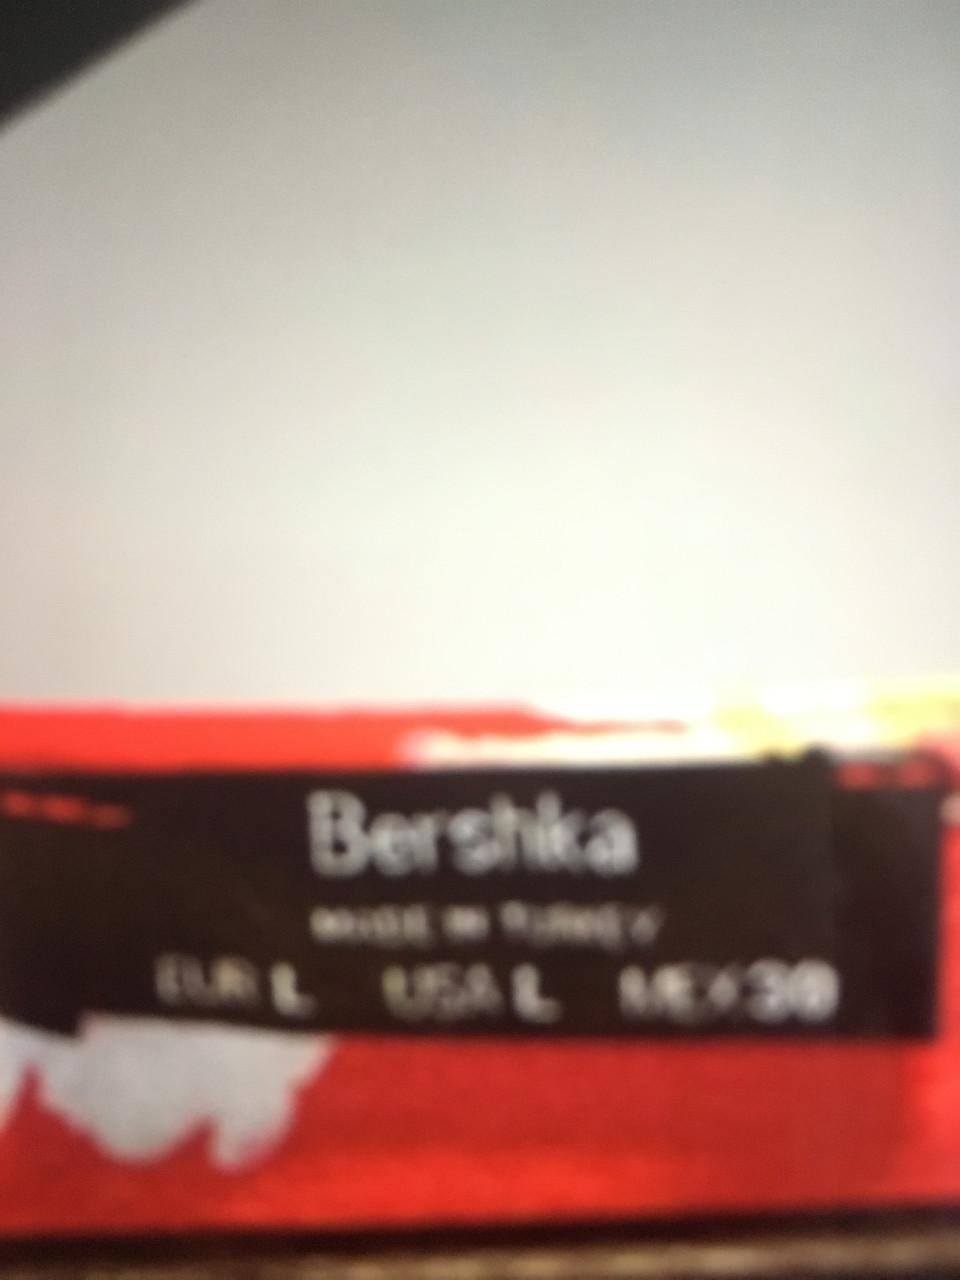 Bershka
MADE IN TURKEY
EUR L USA L MEX 30